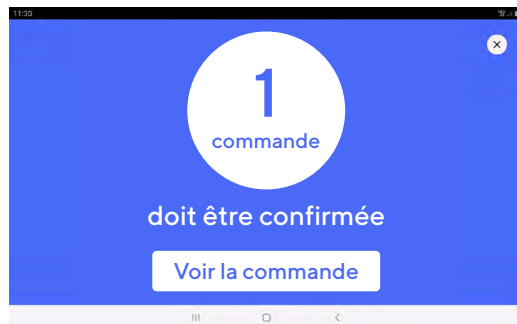 11:30
1
commande
doit être confirmée
Voir la commande